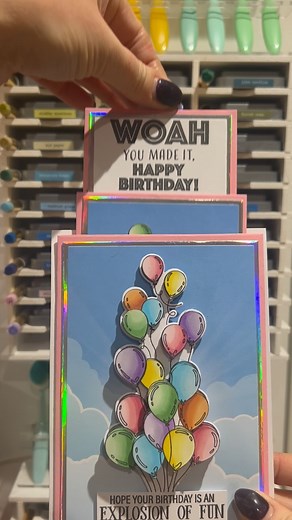 WOAH
YOU MADE IT,
HAPPY
BIRTHDAY!
HOPE YOUR BIRTHDAY IS AN
EXPLOSION OF FUN